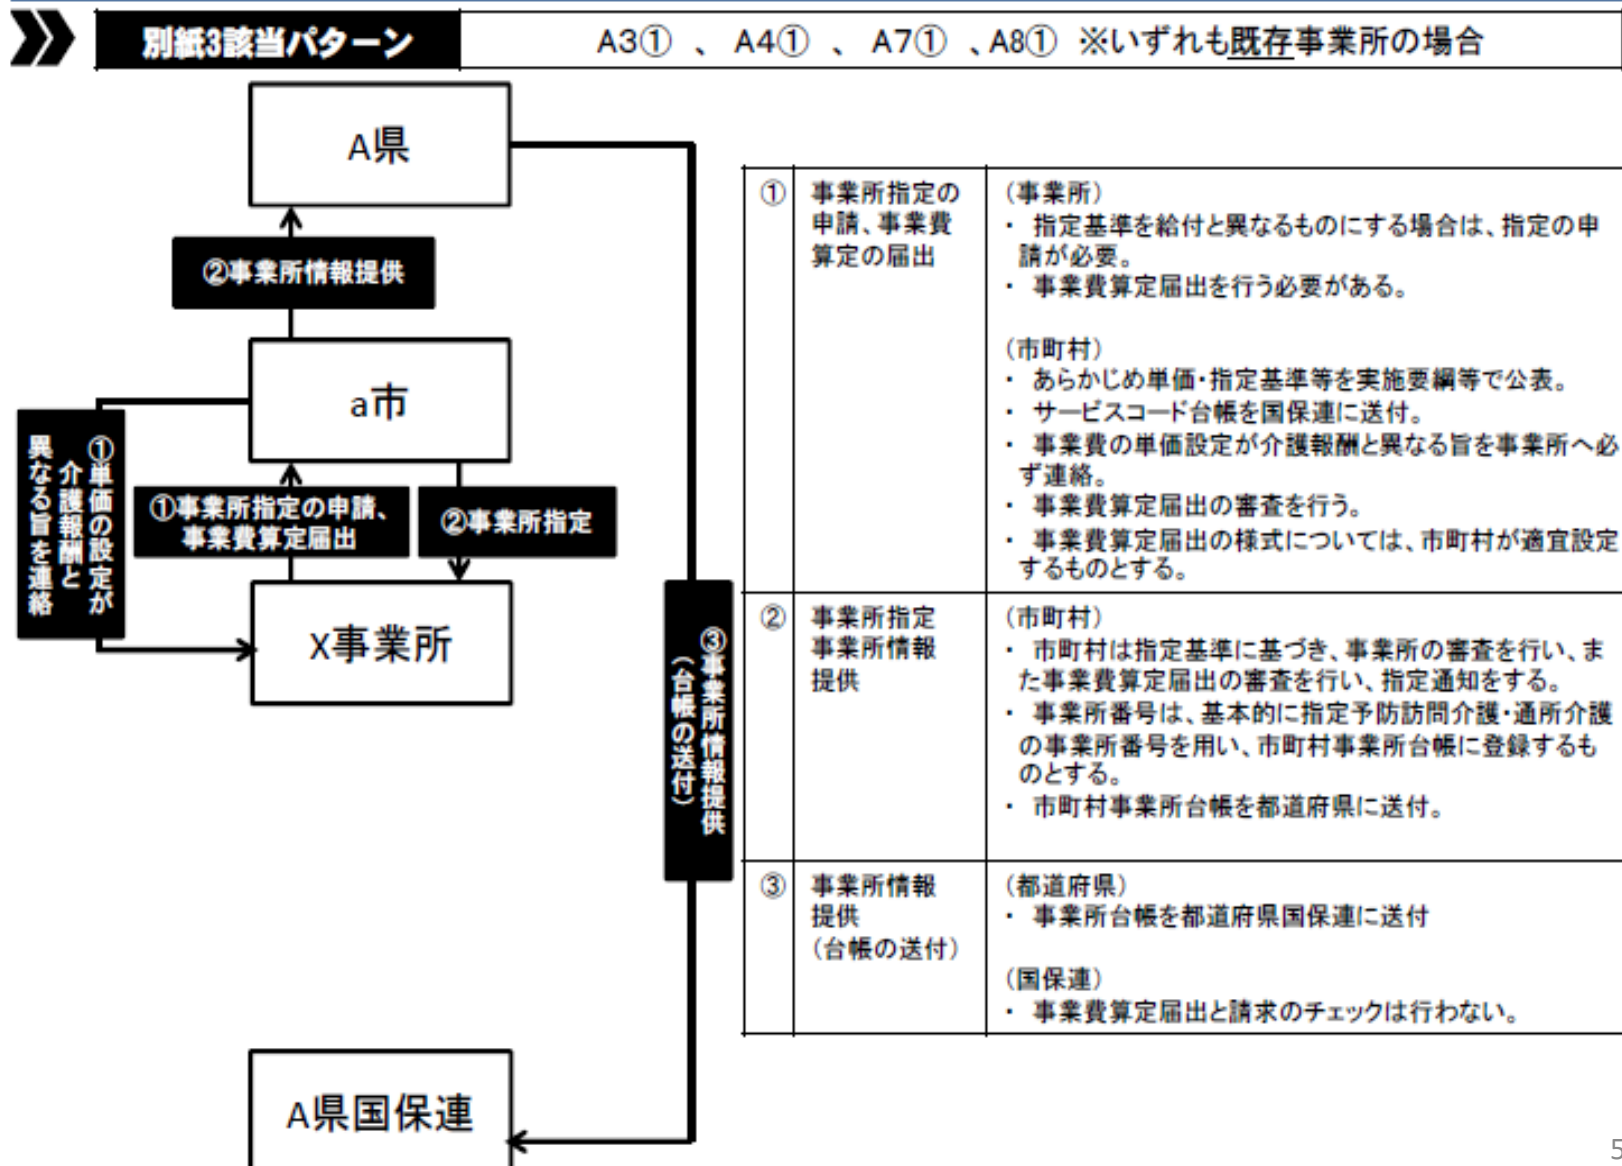 別紙3該当パターン
A3① 、 A4① 、 A7① 、A8① ※いずれも既存事業所の場合
A県
②事業所情報提供
a市
①単価の設定が
介護報酬と
異なる旨を連絡
①事業所指定の申請、
事業費算定届出
②事業所指定
X事業所
③事業所情報提供
（台帳の送付）
A県国保連
①
事業所指定の
申請、事業費
算定の届出
（事業所）
・ 指定基準を給付と異なるものにする場合は、指定の申
請が必要。
・ 事業費算定届出を行う必要がある。
（市町村）
・ あらかじめ単価・指定基準等を実施要綱等で公表。
・ サービスコード台帳を国保連に送付。
・ 事業費の単価設定が介護報酬と異なる旨を事業所へ必
ず連絡。
・ 事業費算定届出の審査を行う。
・ 事業費算定届出の様式については、市町村が適宜設定
するものとする。
②
事業所指定
事業所情報
提供
（市町村）
・ 市町村は指定基準に基づき、事業所の審査を行い、ま
た事業費算定届出の審査を行い、指定通知をする。
・ 事業所番号は、基本的に指定予防訪問介護・通所介護
の事業所番号を用い、市町村事業所台帳に登録するも
のとする。
・ 市町村事業所台帳を都道府県に送付。
③
事業所情報
提供
（台帳の送付）
（都道府県）
・ 事業所台帳を都道府県国保連に送付
（国保連）
・ 事業費算定届出と請求のチェックは行わない。
5